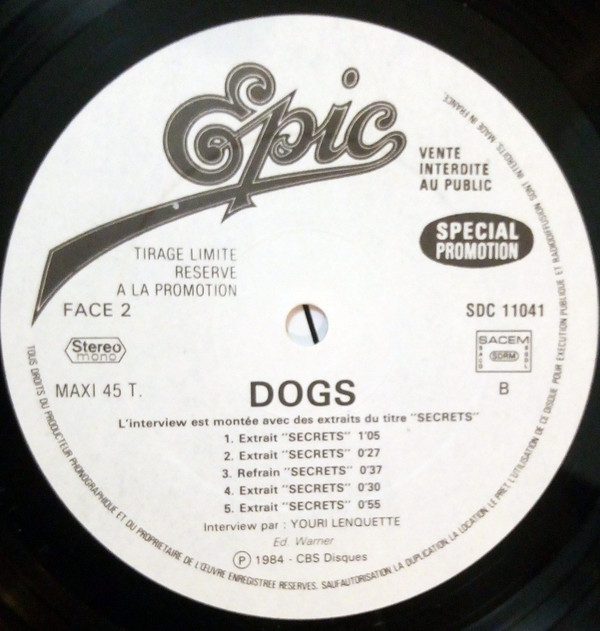 Epic
VENTE
INTERDITE
AU PUBLIC
SPECIAL
PROMOTION
TIRAGE LIMITE
RESERVE
A LA PROMOTION
FACE 2
SDC 11041
Stereo
mono
SACEM
SACD
SDRM
SGDL
MAXI 45 T.
DOGS
B
L'interview est montée avec des extraits du titre "SECRETS"
1. Extrait "SECRETS" 1'05
2. Extrait "SECRETS" 0'27
3. Refrain "SECRETS" 0'37
4. Extrait "SECRETS" 0'30
5. Extrait "SECRETS" 0'55
Interview par : YOURI LENQUETTE
Ed. Warner
Ⓟ 1984 - CBS Disques
TOUS DROITS DU PRODUCTEUR PHONOGRAPHIQUE ET DU PROPRIETAIRE DE L'ŒUVRE ENREGISTREE RESERVES. SAUF AUTORISATION, LA DUPLICATION, LA LOCATION, LE PRET, L'UTILISATION DE CE DISQUE POUR EXECUTION PUBLIQUE ET RADIODIFFUSION SONT INTERDITS. MADE IN FRANCE.